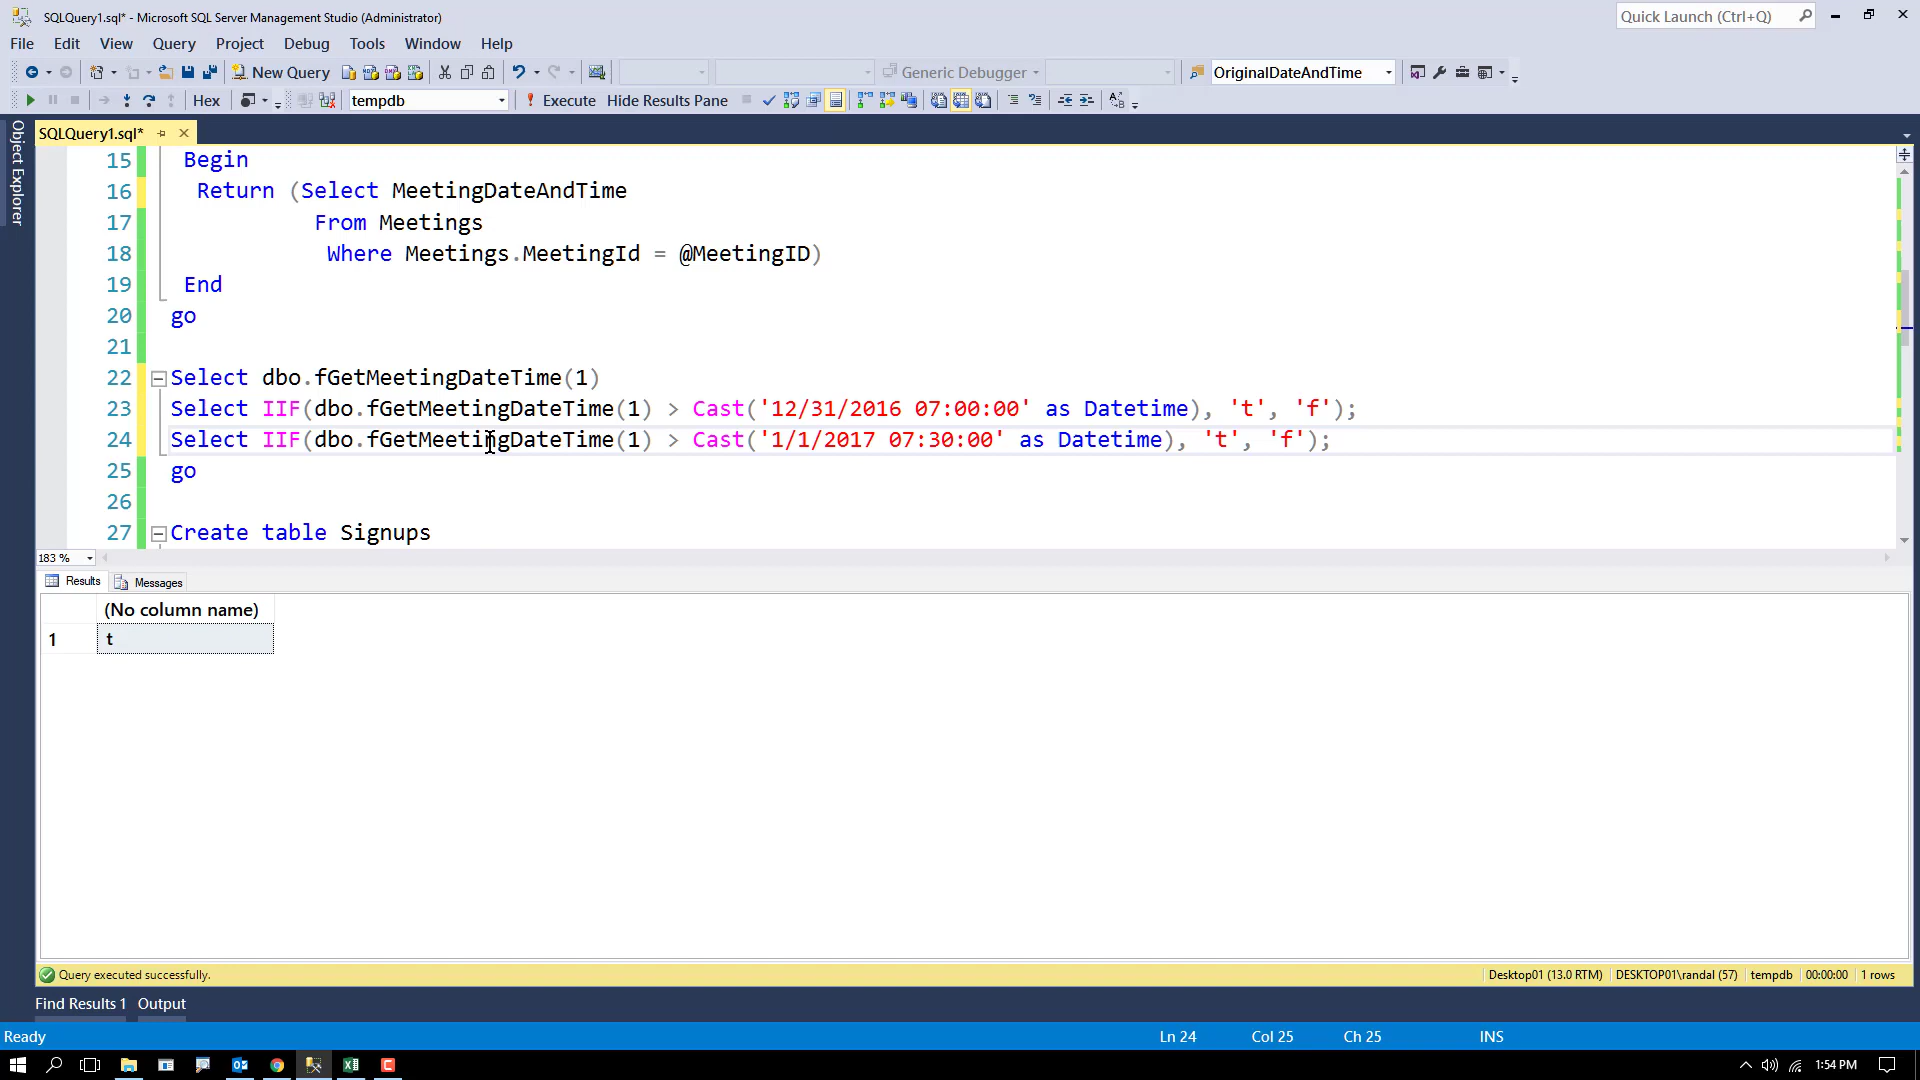 SQLQuery1.sql* - Microsoft SQL Server Management Studio (Administrator)
Quick Launch (Ctrl+Q)
File Edit View Query Project Debug Tools Window Help
New Query
Generic Debugger
OriginalDateAndTime
Hex
tempdb
Execute Hide Results Pane
SQLQuery1.sql*
Object Explorer
15 Begin
16 Return (Select MeetingDateAndTime
17 From Meetings
18 Where Meetings.MeetingId = @MeetingID)
19 End
20 go
21
22 Select dbo.fGetMeetingDateTime(1)
23 Select IIF(dbo.fGetMeetingDateTime(1) > Cast('12/31/2016 07:00:00' as Datetime), 't', 'f');
24 Select IIF(dbo.fGetMeetingDateTime(1) > Cast('1/1/2017 07:30:00' as Datetime), 't', 'f');
25 go
26
27 Create table Signups
183 %
Results Messages
(No column name)
1 t
Query executed successfully.
Desktop01 (13.0 RTM) DESKTOP01\randal (57) tempdb 00:00:00 1 rows
Find Results 1 Output
Ready
Ln 24 Col 25 Ch 25 INS
1:54 PM